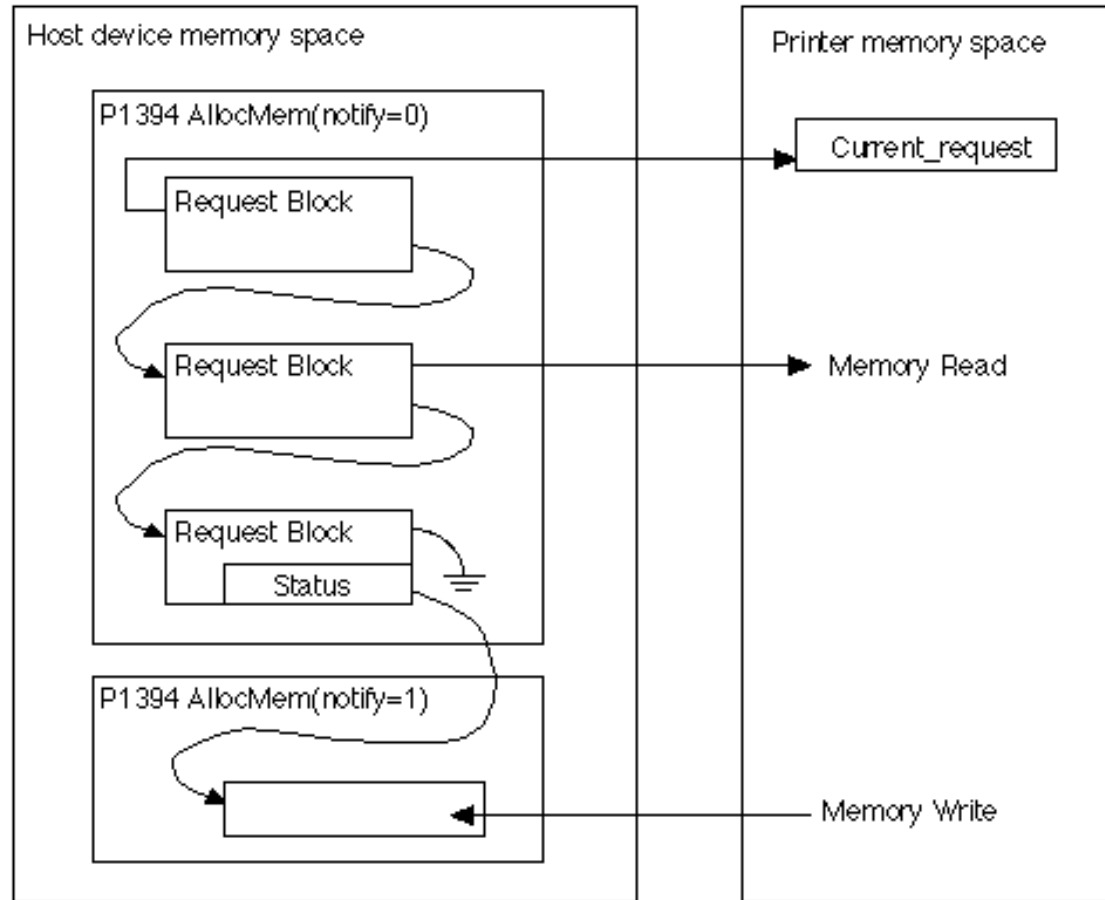 Host device memory space
Printer memory space
P1394 AllocMem(notify=0)
Current_request
Request Block
Request Block
Memory Read
Request Block
Status
P1394 AllocMem(notify=1)
Memory Write